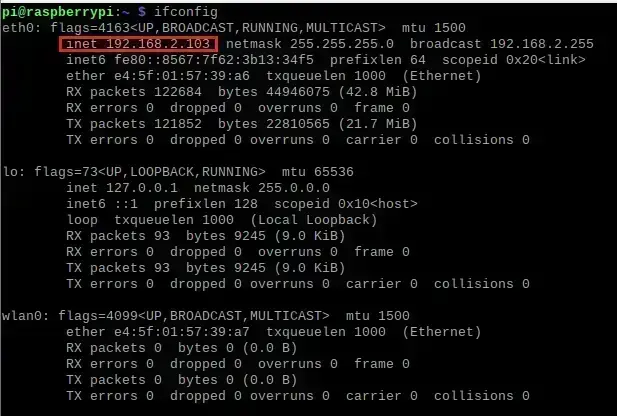 pi@raspberrypi:~ $ ifconfig
eth0: flags=4163<UP,BROADCAST,RUNNING,MULTICAST>  mtu 1500
        inet 192.168.2.103  netmask 255.255.255.0  broadcast 192.168.2.255
        inet6 fe80::8567:7f62:3b13:34f5  prefixlen 64  scopeid 0x20<link>
        ether e4:5f:01:57:39:a6  txqueuelen 1000  (Ethernet)
        RX packets 122684  bytes 44946075 (42.8 MiB)
        RX errors 0  dropped 0  overruns 0  frame 0
        TX packets 121852  bytes 22810565 (21.7 MiB)
        TX errors 0  dropped 0 overruns 0  carrier 0  collisions 0

lo: flags=73<UP,LOOPBACK,RUNNING>  mtu 65536
        inet 127.0.0.1  netmask 255.0.0.0
        inet6 ::1  prefixlen 128  scopeid 0x10<host>
        loop  txqueuelen 1000  (Local Loopback)
        RX packets 93  bytes 9245 (9.0 KiB)
        RX errors 0  dropped 0  overruns 0  frame 0
        TX packets 93  bytes 9245 (9.0 KiB)
        TX errors 0  dropped 0 overruns 0  carrier 0  collisions 0

wlan0: flags=4099<UP,BROADCAST,MULTICAST>  mtu 1500
        ether e4:5f:01:57:39:a7  txqueuelen 1000  (Ethernet)
        RX packets 0  bytes 0 (0.0 B)
        RX errors 0  dropped 0  overruns 0  frame 0
        TX packets 0  bytes 0 (0.0 B)
        TX errors 0  dropped 0 overruns 0  carrier 0  collisions 0